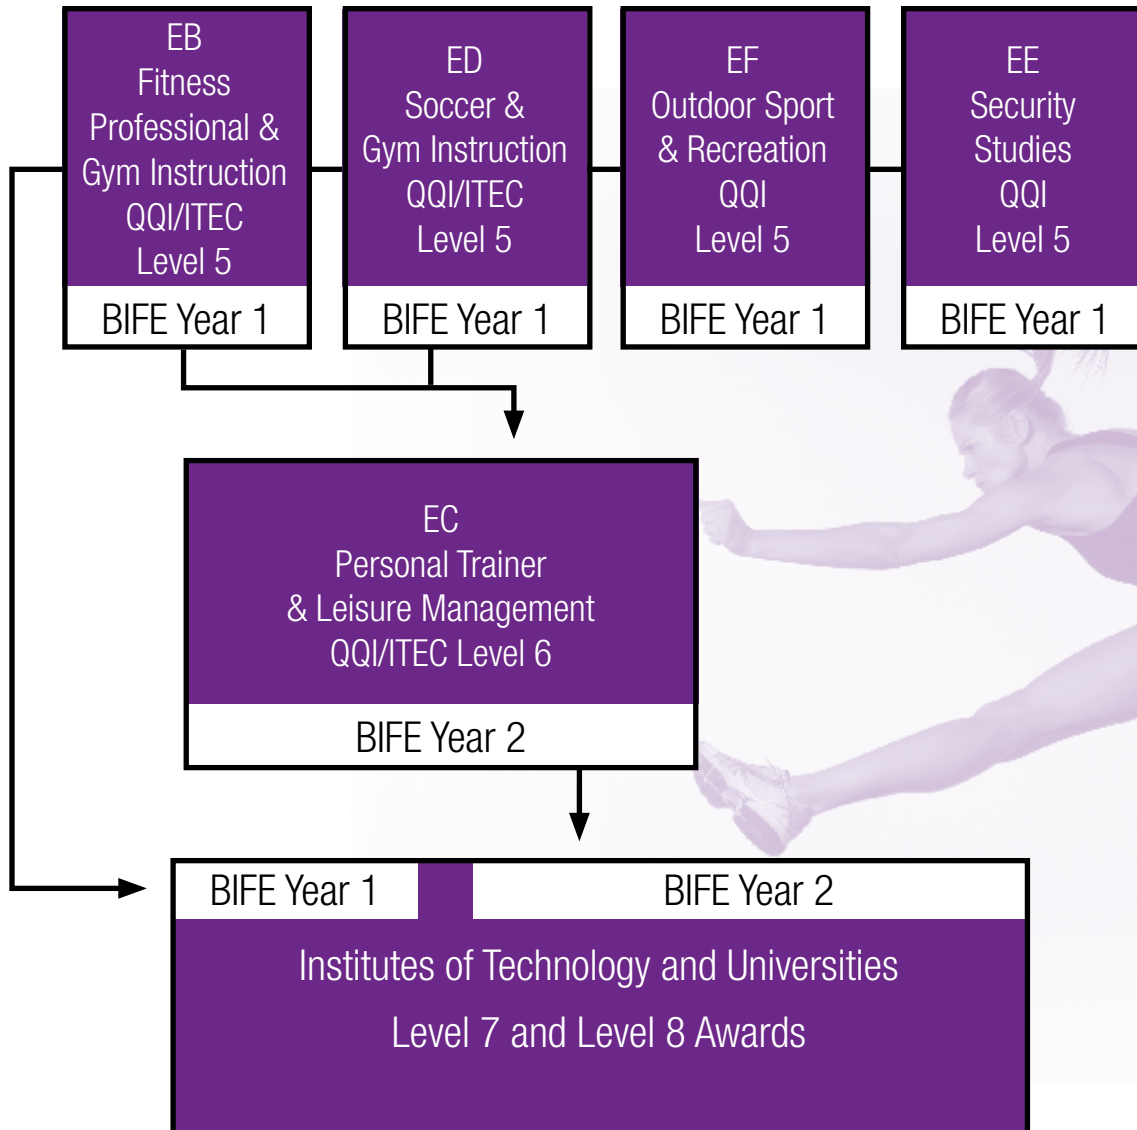 EB
Fitness
Professional &
Gym Instruction
QQI/ITEC
Level 5
BIFE Year 1
ED
Soccer &
Gym Instruction
QQI/ITEC
Level 5
BIFE Year 1
EF
Outdoor Sport
& Recreation
QQI
Level 5
BIFE Year 1
EE
Security
Studies
QQI
Level 5
BIFE Year 1
EC
Personal Trainer
& Leisure Management
QQI/ITEC Level 6
BIFE Year 2
BIFE Year 1
BIFE Year 2
Institutes of Technology and Universities
Level 7 and Level 8 Awards